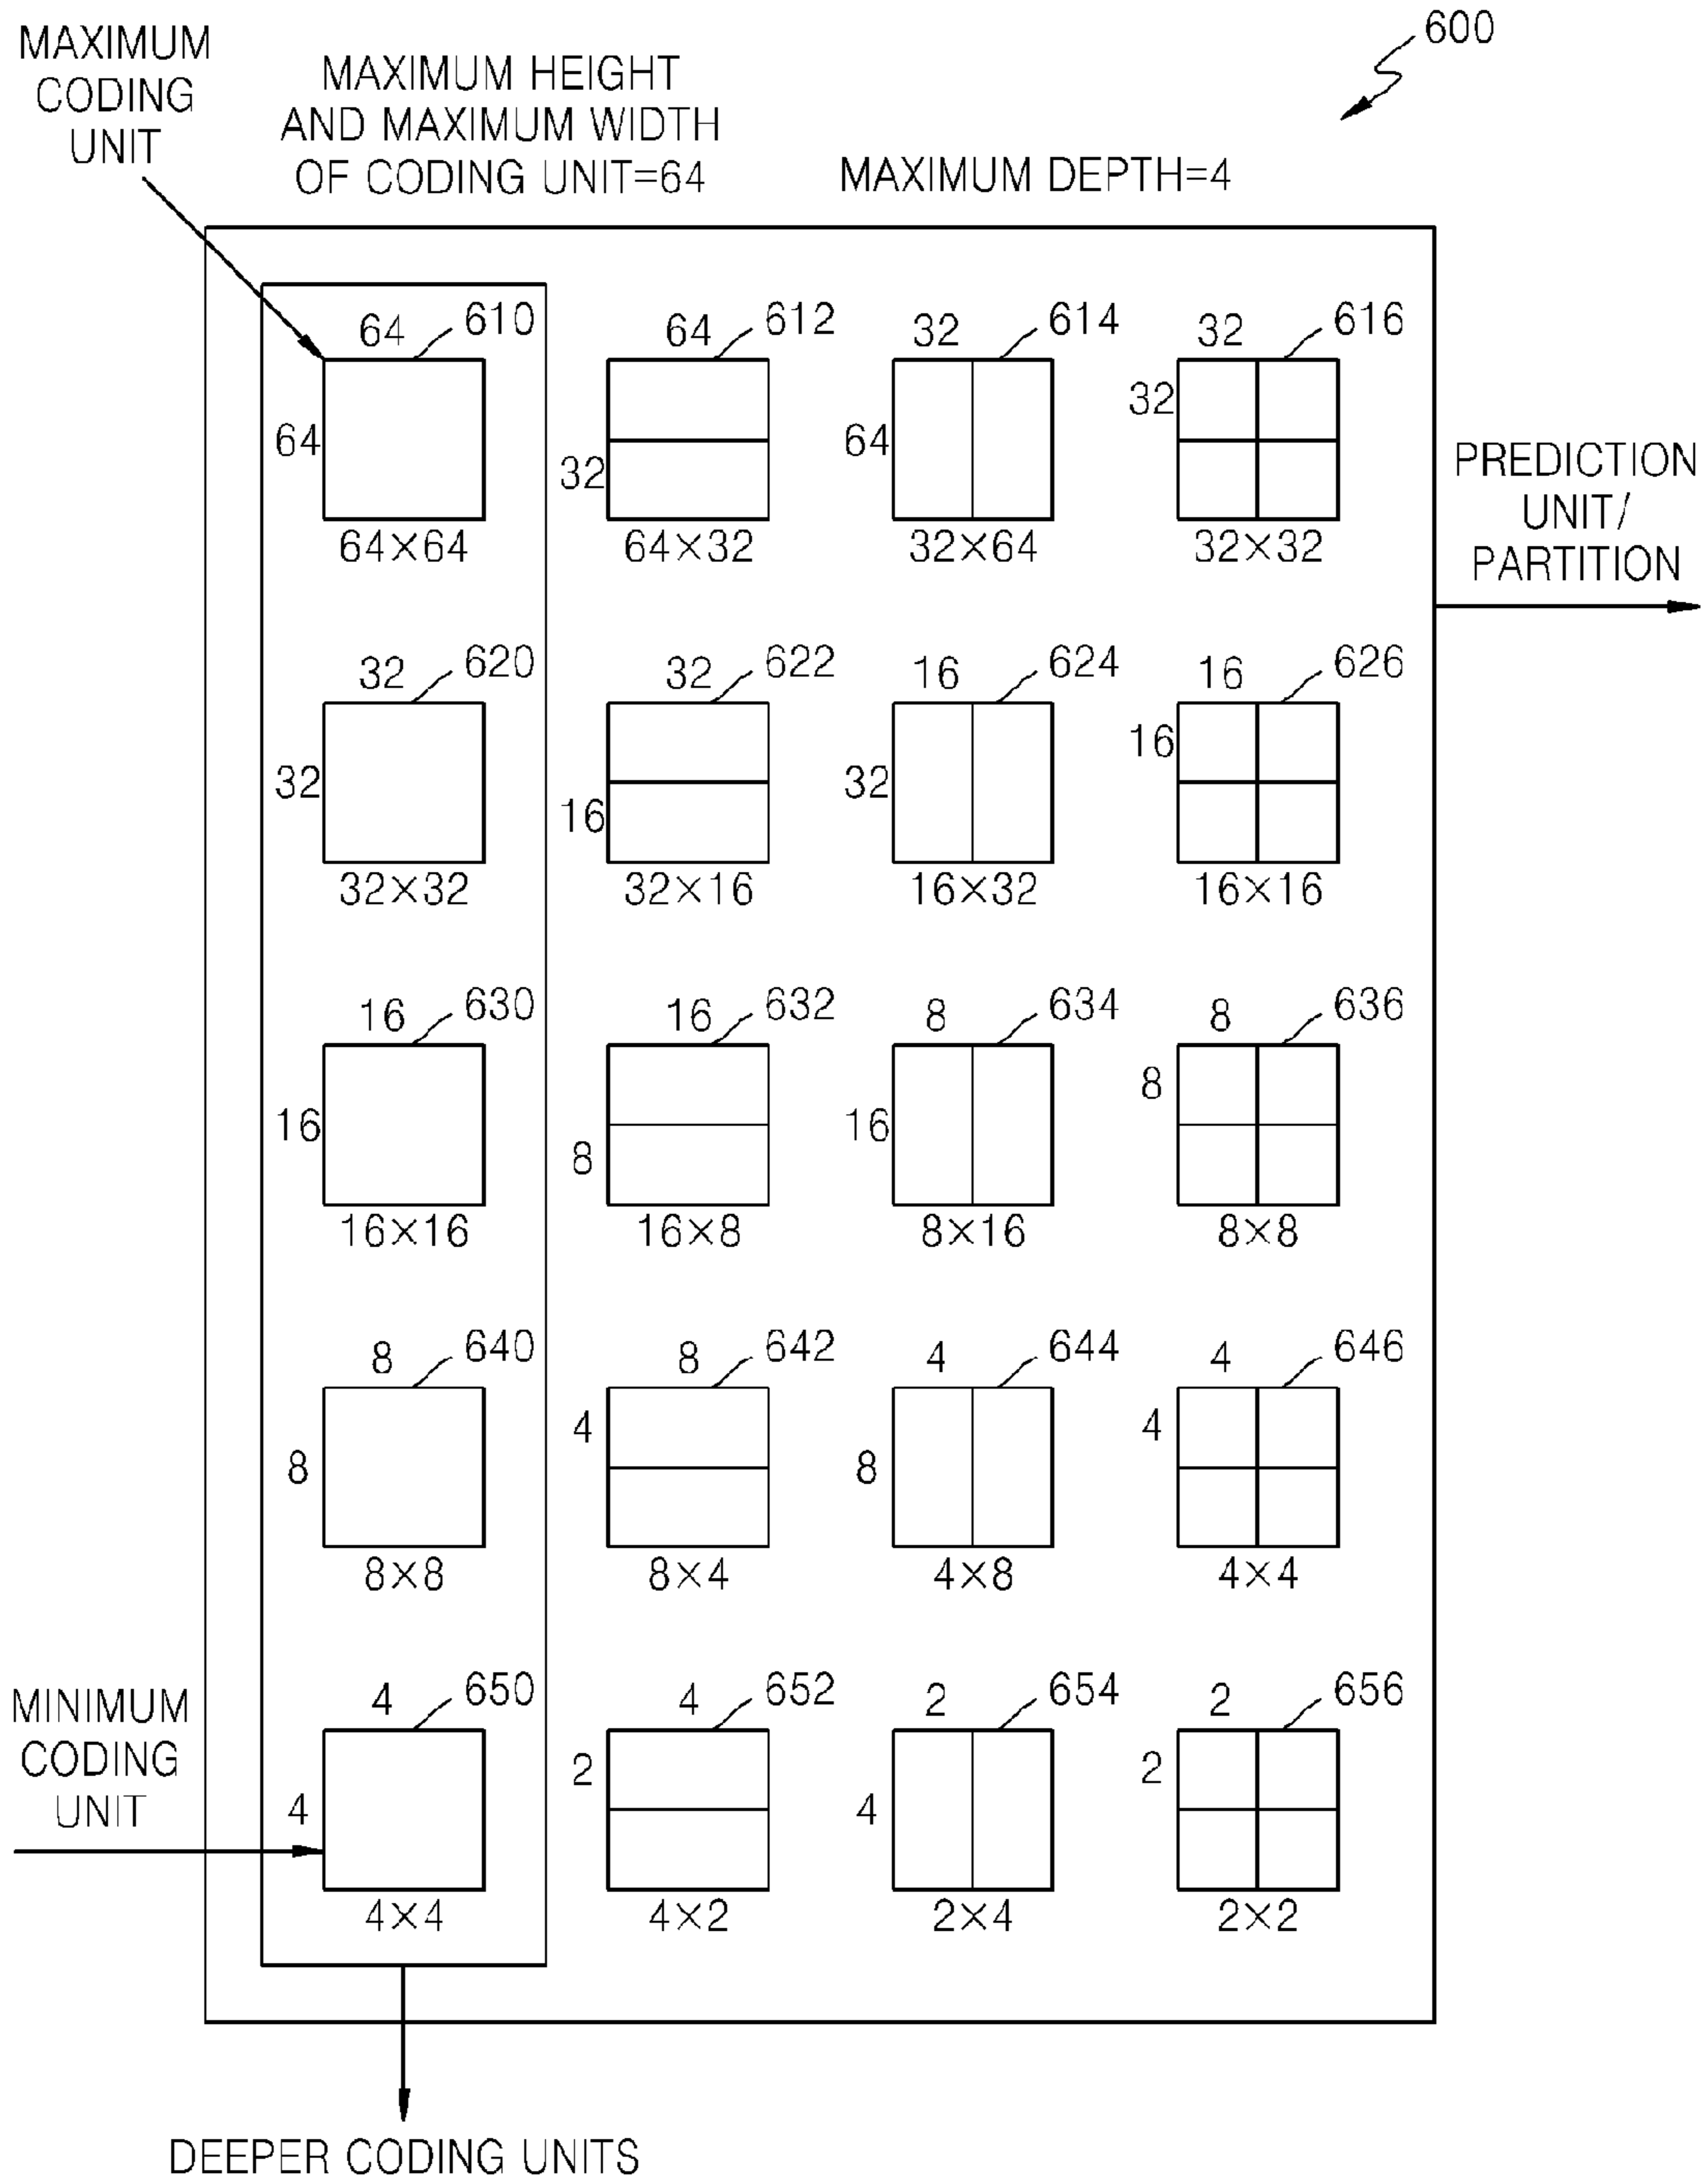 600
MAXIMUM
CODING
UNIT
MAXIMUM HEIGHT
AND MAXIMUM WIDTH
OF CODING UNIT=64
MAXIMUM DEPTH=4
64 610 64 612 32 614 32 616
64 32 64 32
64×64 64×32 32×64 32×32
PREDICTION
UNIT/
PARTITION
32 620 32 622 16 624 16 626
32 16 32 16
32×32 32×16 16×32 16×16
16 630 16 632 8 634 8 636
16 8 16 8
16×16 16×8 8×16 8×8
8 640 8 642 4 644 4 646
8 4 8 4
8×8 8×4 4×8 4×4
MINIMUM
CODING
UNIT
4 650 4 652 2 654 2 656
4 2 4 2
4×4 4×2 2×4 2×2
DEEPER CODING UNITS